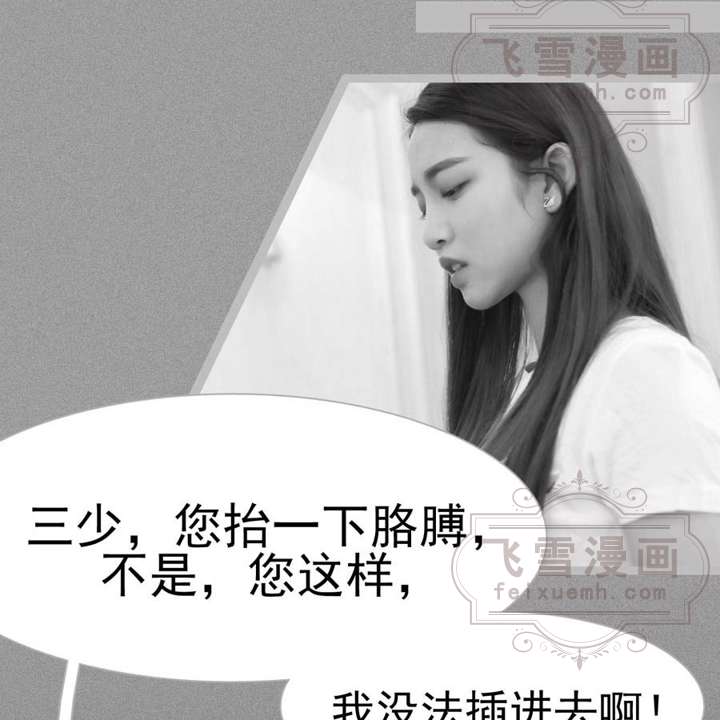 飞雪漫画
feixuemh.com
三少，您抬一下胳膊，
不是，您这样，
飞雪漫画
feixuemh.com
我没法插进去啊！